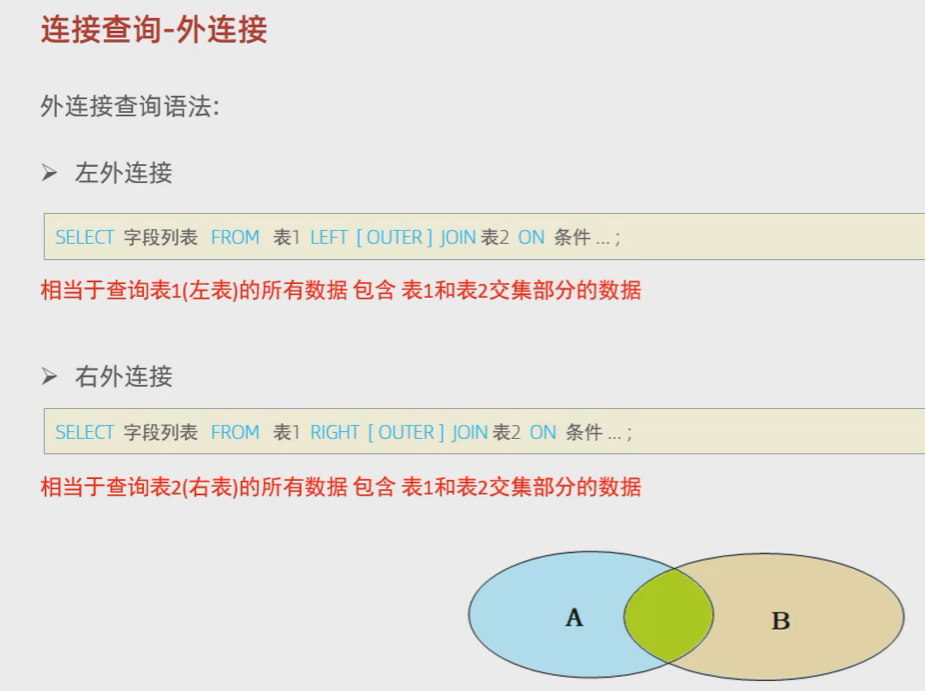 连接查询-外连接
外连接查询语法:
➢ 左外连接
SELECT 字段列表 FROM 表1 LEFT [ OUTER ] JOIN 表2 ON 条件 ... ;
相当于查询表1(左表)的所有数据 包含 表1和表2交集部分的数据
➢ 右外连接
SELECT 字段列表 FROM 表1 RIGHT [ OUTER ] JOIN 表2 ON 条件 ... ;
相当于查询表2(右表)的所有数据 包含 表1和表2交集部分的数据
A B